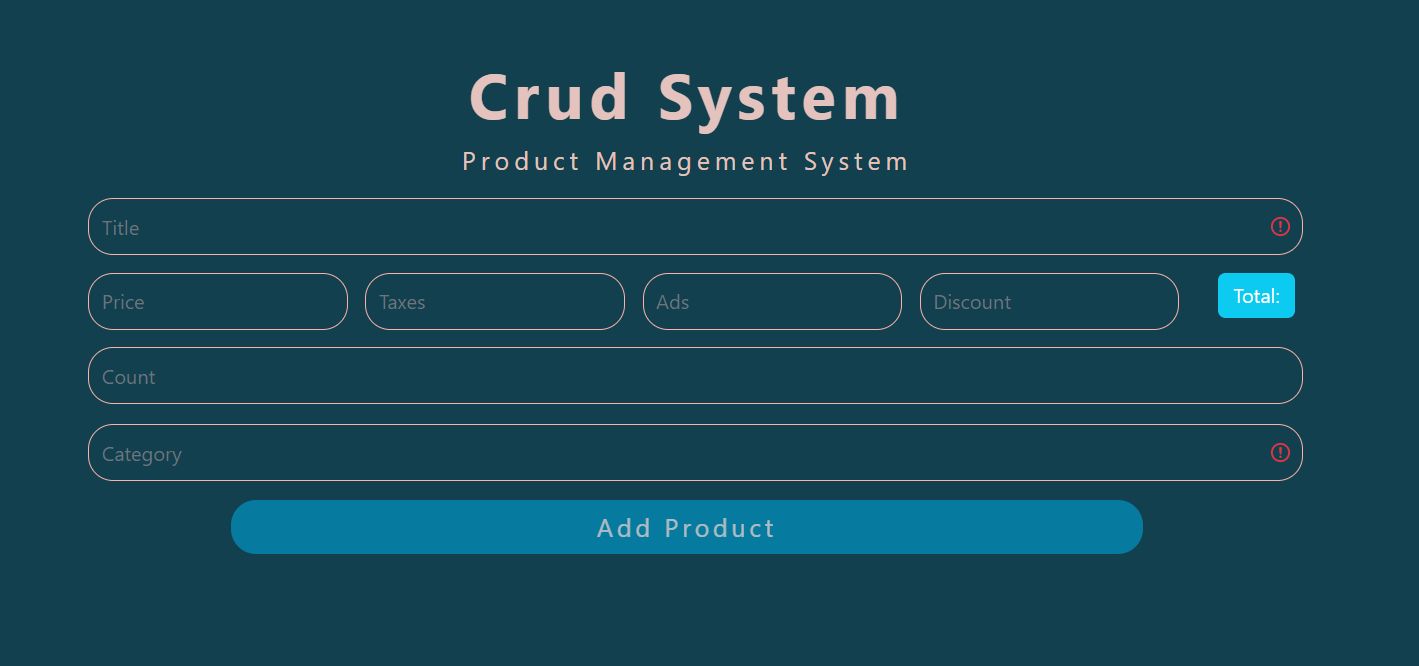 Crud System
Product Management System
Title
Price Taxes Ads Discount Total:
Count
Category
Add Product